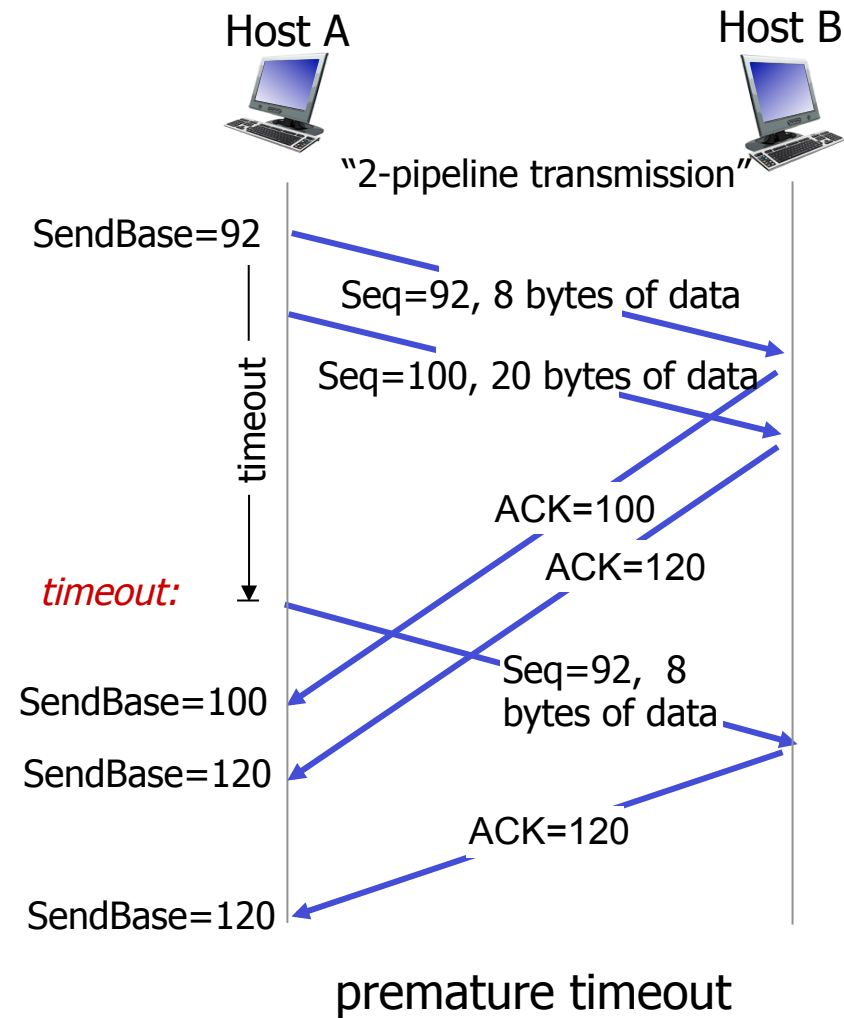 Host A
Host B
“2-pipeline transmission”
SendBase=92
Seq=92, 8 bytes of data
Seq=100, 20 bytes of data
timeout
ACK=100
ACK=120
timeout:
Seq=92,  8
bytes of data
SendBase=100
SendBase=120
ACK=120
SendBase=120
premature timeout